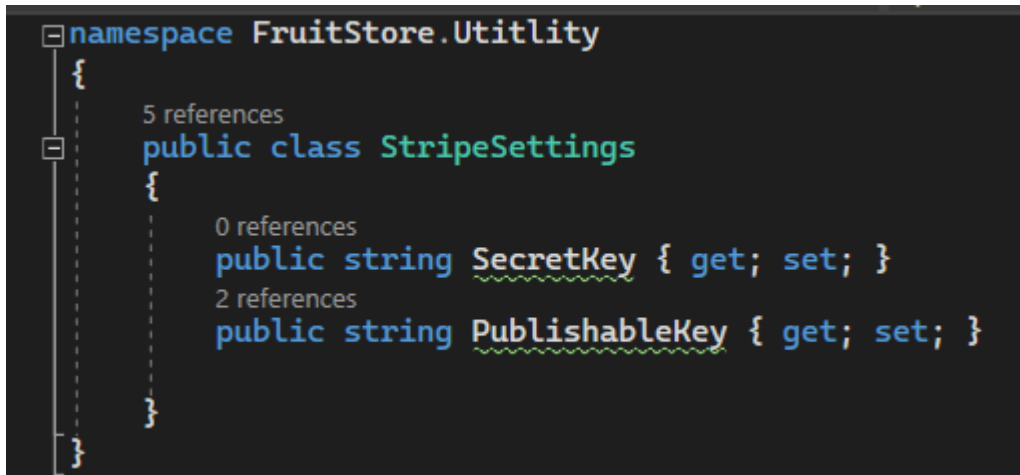 namespace FruitStore.Utitlity
{
5 references
public class StripeSettings
{
0 references
public string SecretKey { get; set; }
2 references
public string PublishableKey { get; set; }
}
}